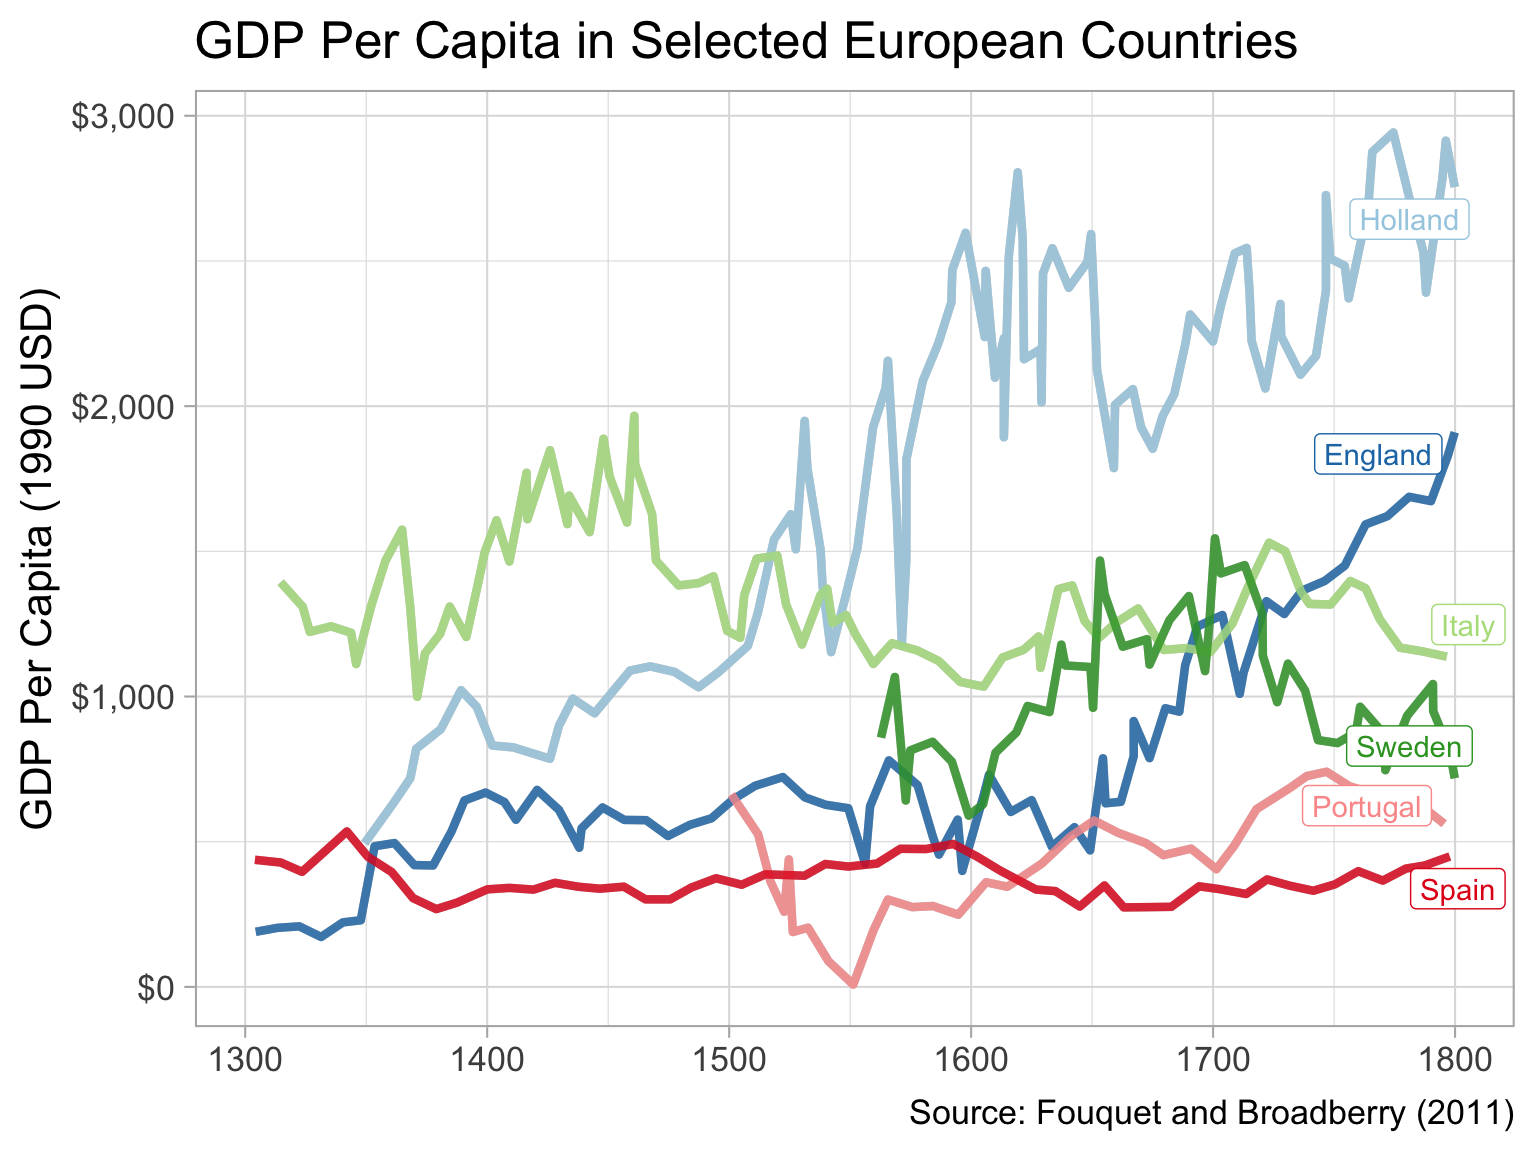 GDP Per Capita in Selected European Countries
GDP Per Capita (1990 USD)
$3,000
$2,000
$1,000
$0
Holland
England
Italy
Sweden
Portugal
Spain
1300 1400 1500 1600 1700 1800
Source: Fouquet and Broadberry (2011)